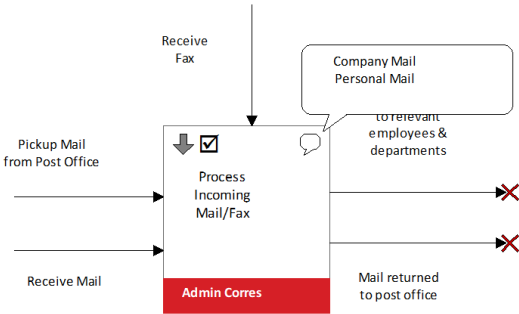 Receive
Fax
Company Mail
Personal Mail
to relevant
employees &
departments
Pickup Mail
from Post Office
Process
Incoming
Mail/Fax
Receive Mail
Admin Corres
Mail returned
to post office